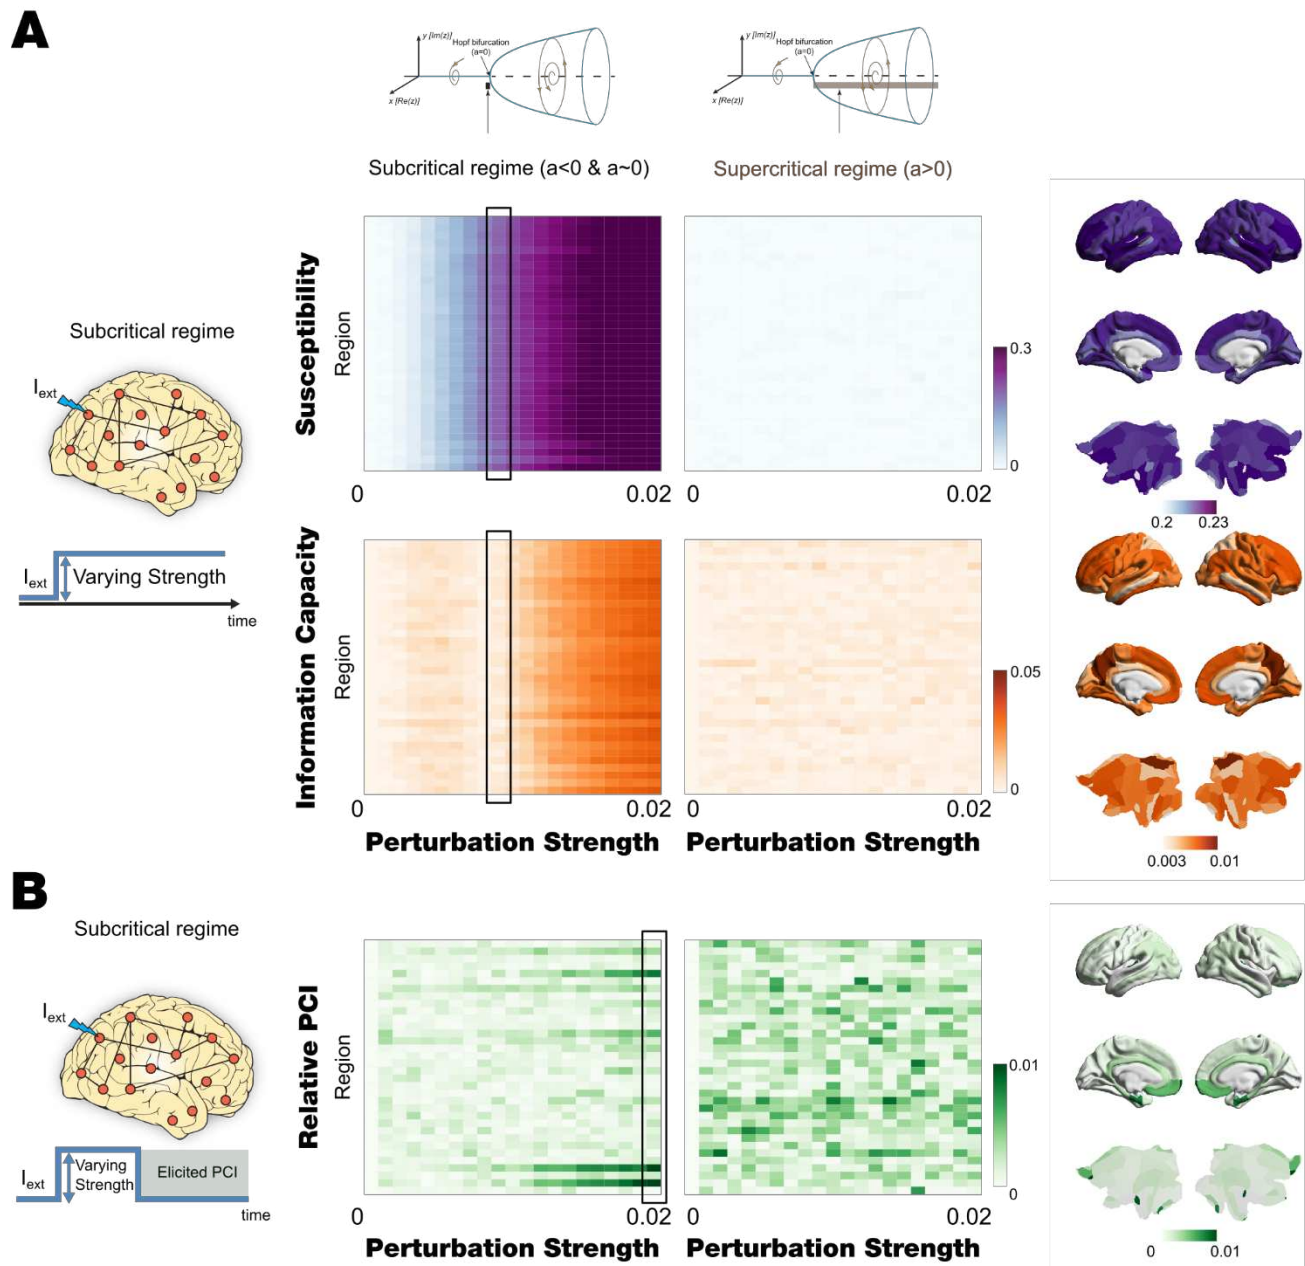 A
y [Im(z)]
Hopf bifurcation
(a=0)
x [Re(z)]
y [Im(z)]
Hopf bifurcation
(a=0)
x [Re(z)]
Subcritical regime (a<0 & a~0)
Supercritical regime (a>0)
Subcritical regime
Iext
Iext
Varying Strength
time
Susceptibility
Region
0
0.02
0
0.02
0.3
0
0.2
0.23
Information Capacity
Region
0
0.02
0
0.02
0.05
0
Perturbation Strength
Perturbation Strength
0.003
0.01
B
Subcritical regime
Iext
Iext
Varying
Strength
Elicited PCI
time
Relative PCI
Region
0
0.02
0
0.02
0.01
0
Perturbation Strength
Perturbation Strength
0
0.01